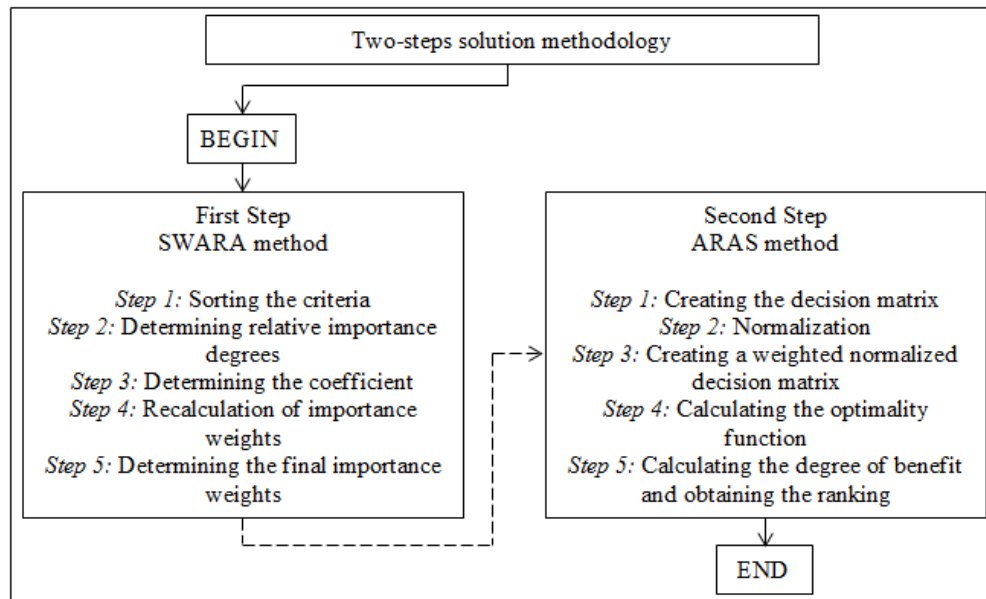 Two-steps solution methodology
BEGIN
First Step
SWARA method
Step 1: Sorting the criteria
Step 2: Determining relative importance
degrees
Step 3: Determining the coefficient
Step 4: Recalculation of importance
weights
Step 5: Determining the final importance
weights
Second Step
ARAS method
Step 1: Creating the decision matrix
Step 2: Normalization
Step 3: Creating a weighted normalized
decision matrix
Step 4: Calculating the optimality
function
Step 5: Calculating the degree of benefit
and obtaining the ranking
END